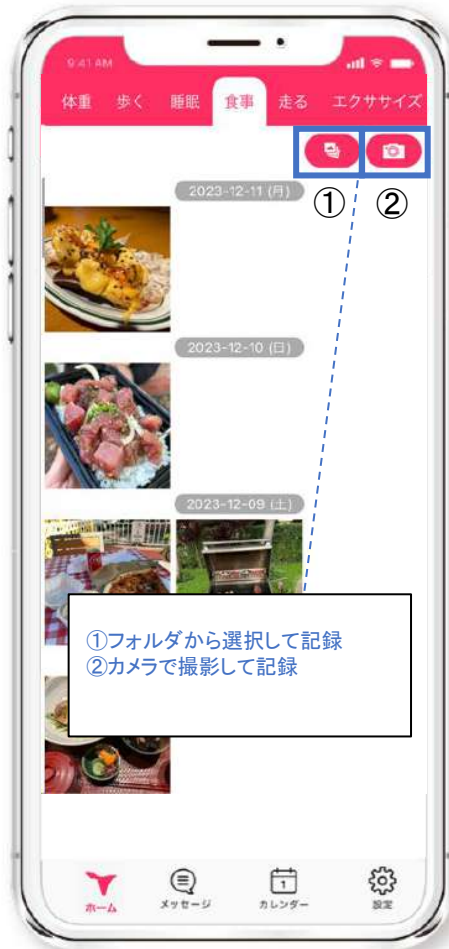 9:41 AM
体重 歩く 睡眠 食事 走る エクササイズ
① ②
2023-12-11 (月)
2023-12-10 (日)
2023-12-09 (土)
①フォルダから選択して記録
②カメラで撮影して記録
1
ホーム メッセージ カレンダー 設定